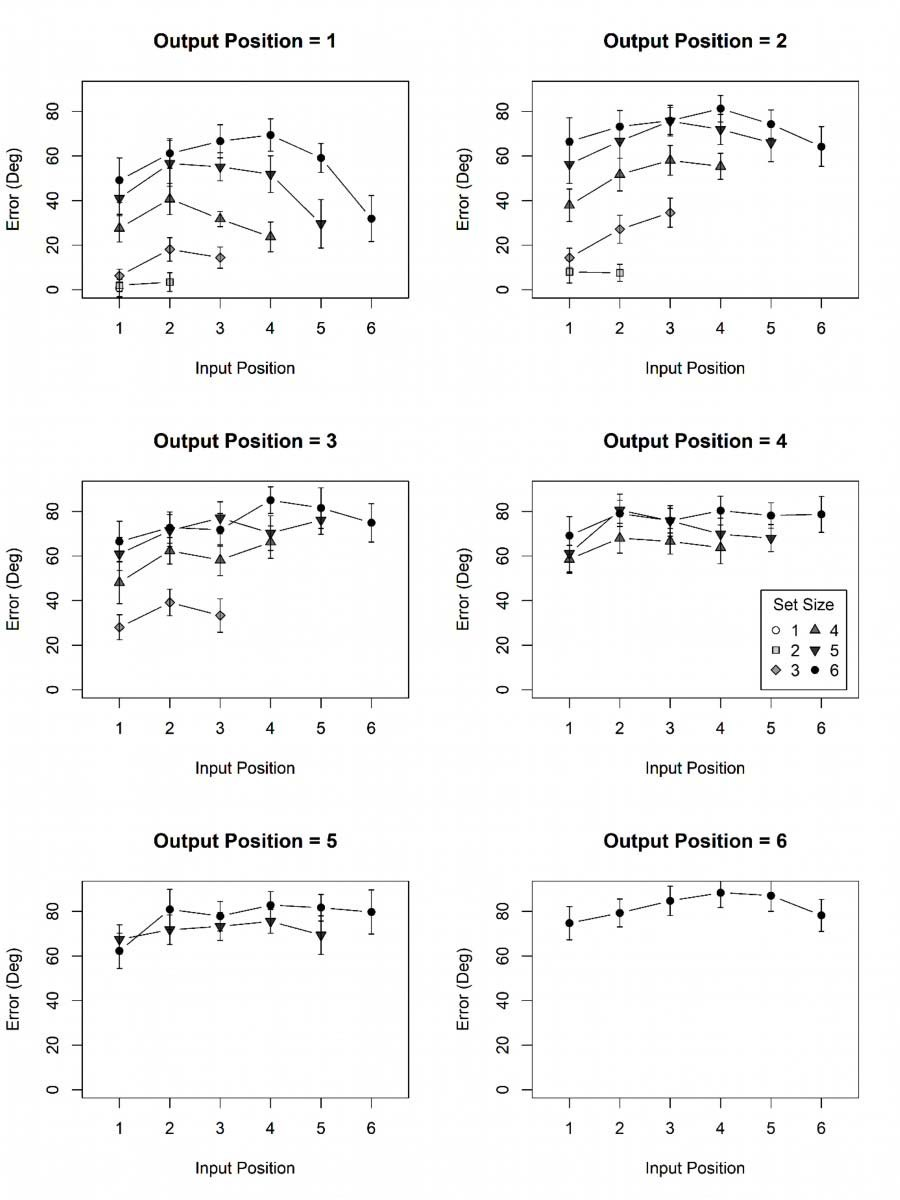 Output Position = 1
Error (Deg)
80
60
40
20
0
1 2 3 4 5 6
Input Position
Output Position = 2
Error (Deg)
80
60
40
20
0
1 2 3 4 5 6
Input Position
Output Position = 3
Error (Deg)
80
60
40
20
0
1 2 3 4 5 6
Input Position
Output Position = 4
Error (Deg)
80
60
40
20
0
Set Size
1 4
2 5
3 6
1 2 3 4 5 6
Input Position
Output Position = 5
Error (Deg)
80
60
40
20
0
1 2 3 4 5 6
Input Position
Output Position = 6
Error (Deg)
80
60
40
20
0
1 2 3 4 5 6
Input Position